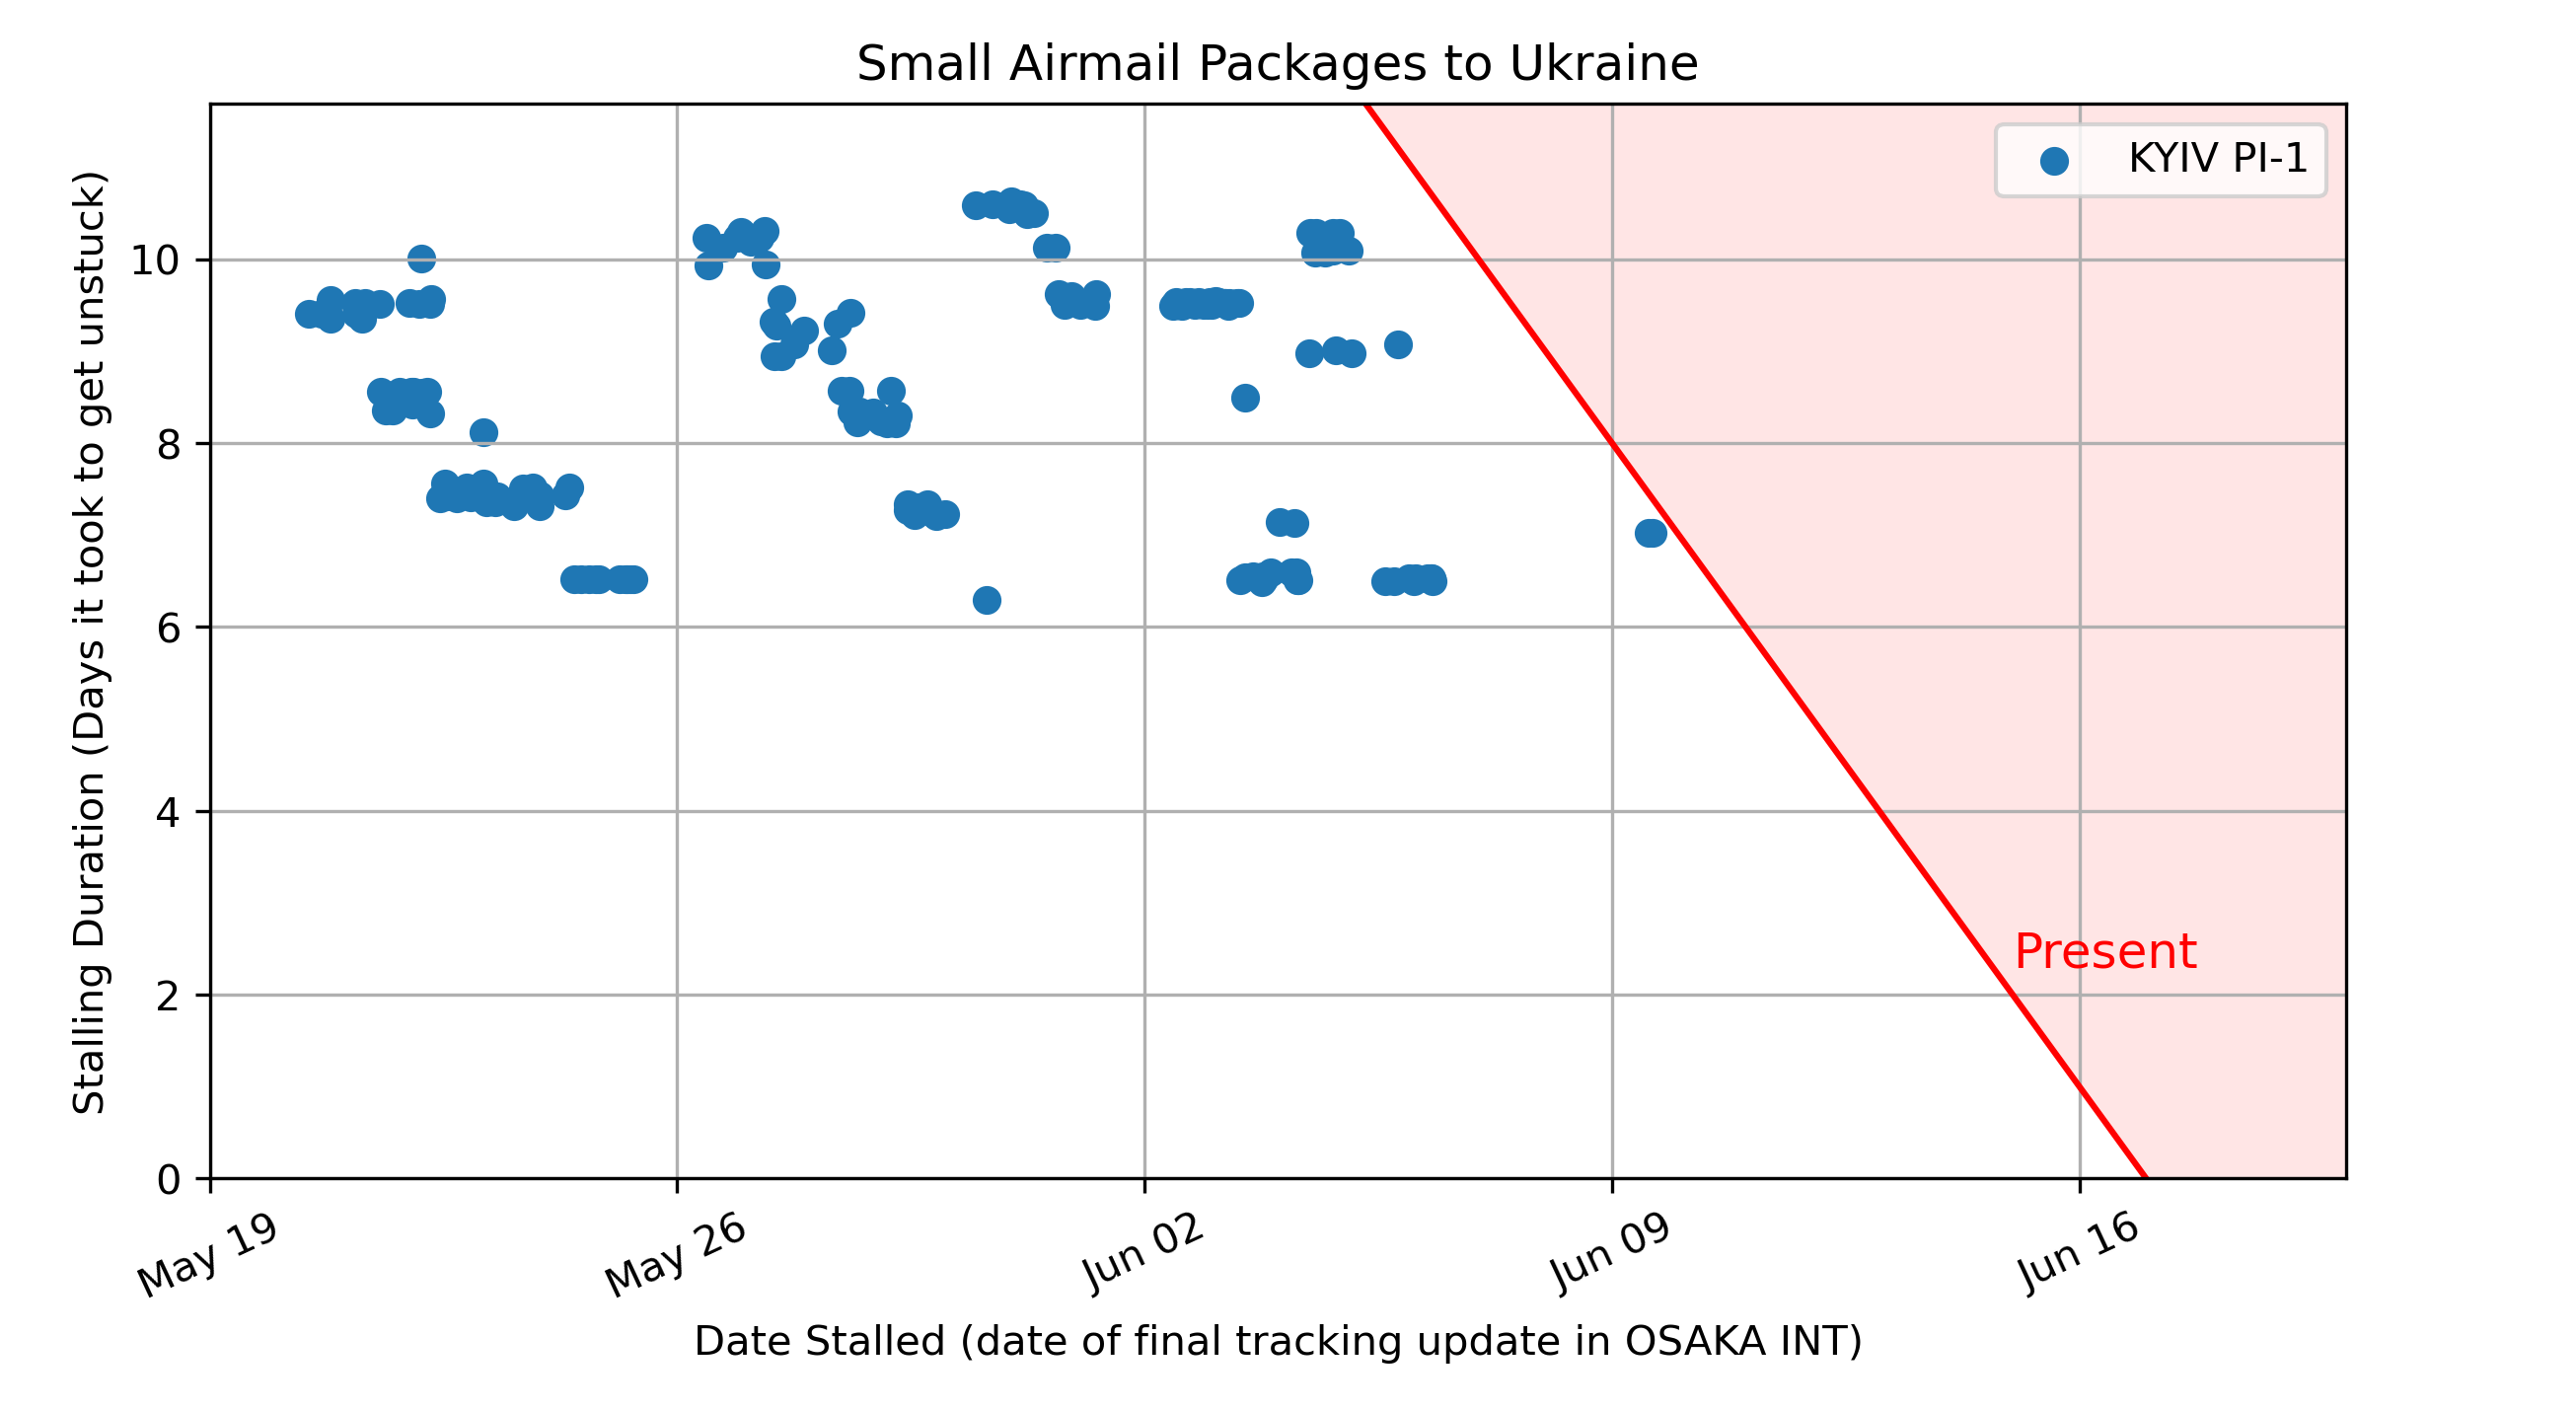 Small Airmail Packages to Ukraine
KYIV PI-1
Stalling Duration (Days it took to get unstuck)
10
8
6
4
2
0
Present
May 19
May 26
Jun 02
Jun 09
Jun 16
Date Stalled (date of final tracking update in OSAKA INT)